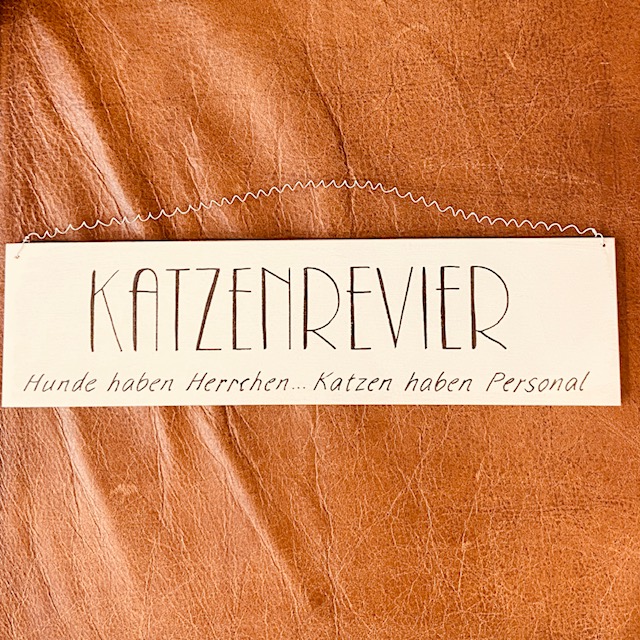 KATZENREVIER
Hunde haben Herrchen... Katzen haben Personal